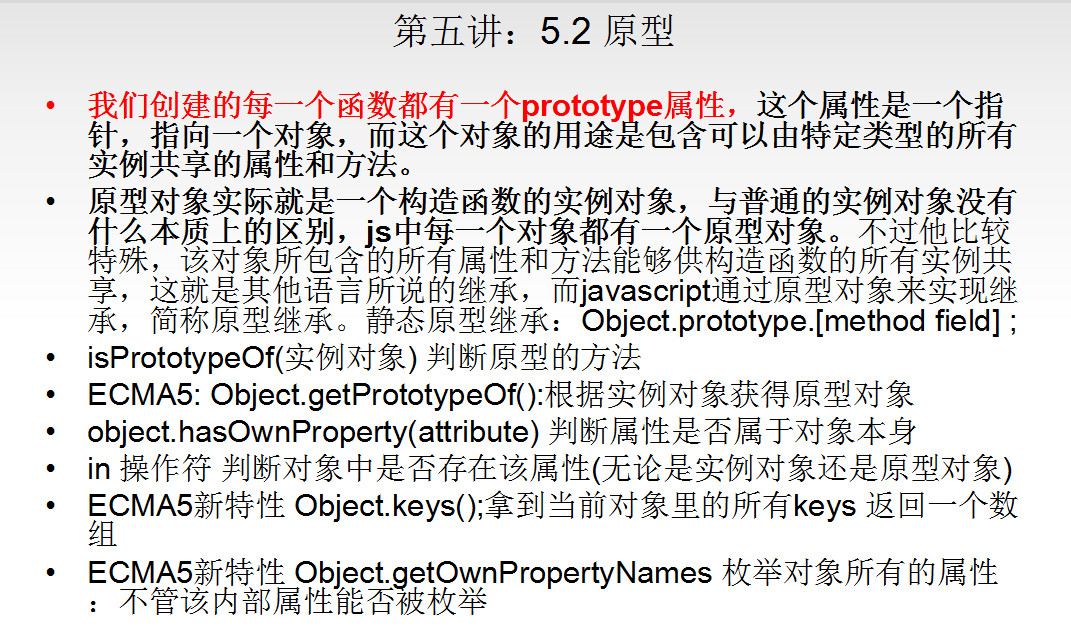 第五讲：5.2 原型
• 我们创建的每一个函数都有一个prototype属性，这个属性是一个指
针，指向一个对象，而这个对象的用途是包含可以由特定类型的所有
实例共享的属性和方法。
• 原型对象实际就是一个构造函数的实例对象，与普通的实例对象没有
什么本质上的区别，js中每一个对象都有一个原型对象。不过他比较
特殊，该对象所包含的所有属性和方法能够供构造函数的所有实例共
享，这就是其他语言所说的继承，而javascript通过原型对象来实现继
承，简称原型继承。静态原型继承：Object.prototype.[method field] ;
• isPrototypeOf(实例对象) 判断原型的方法
• ECMA5: Object.getPrototypeOf():根据实例对象获得原型对象
• object.hasOwnProperty(attribute) 判断属性是否属于对象本身
• in 操作符 判断对象中是否存在该属性(无论是实例对象还是原型对象)
• ECMA5新特性 Object.keys();拿到当前对象里的所有keys 返回一个数
组
• ECMA5新特性 Object.getOwnPropertyNames 枚举对象所有的属性
：不管该内部属性能否被枚举